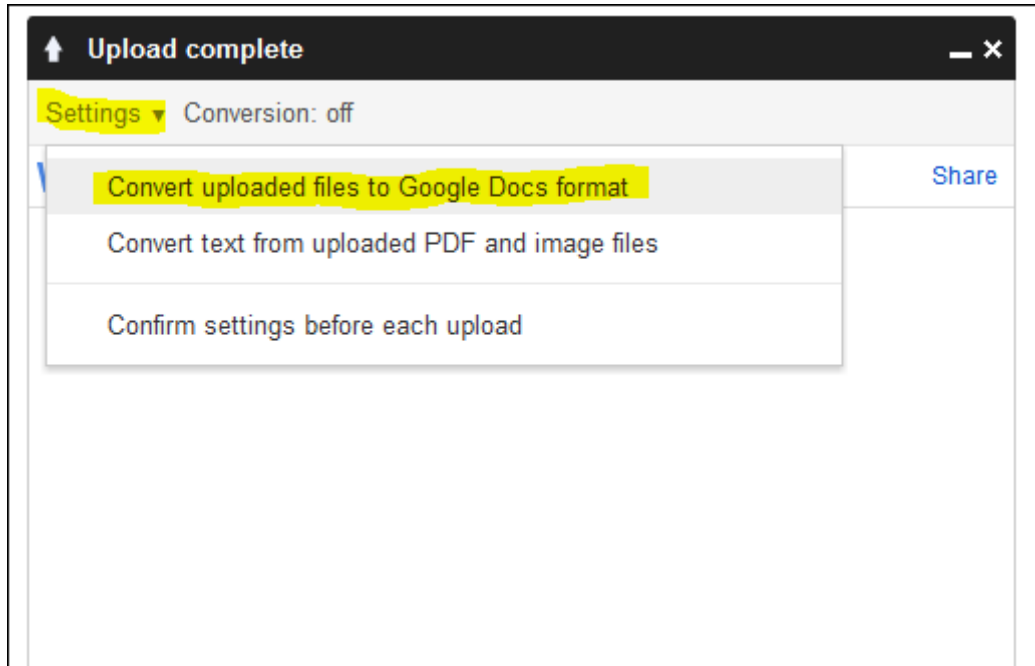 Upload complete
Settings ▾ Conversion: off
Convert uploaded files to Google Docs format
Share
Convert text from uploaded PDF and image files
Confirm settings before each upload